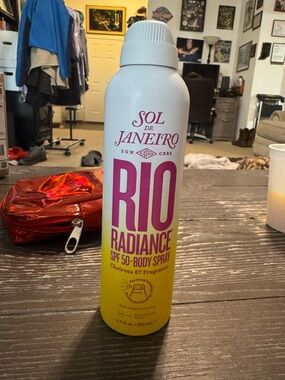 SOL
DE
JANEIRO
SUN CARE
RIO
RADIANCE
SPF 50 • BODY SPRAY
Cheirosa 87 Fragrance